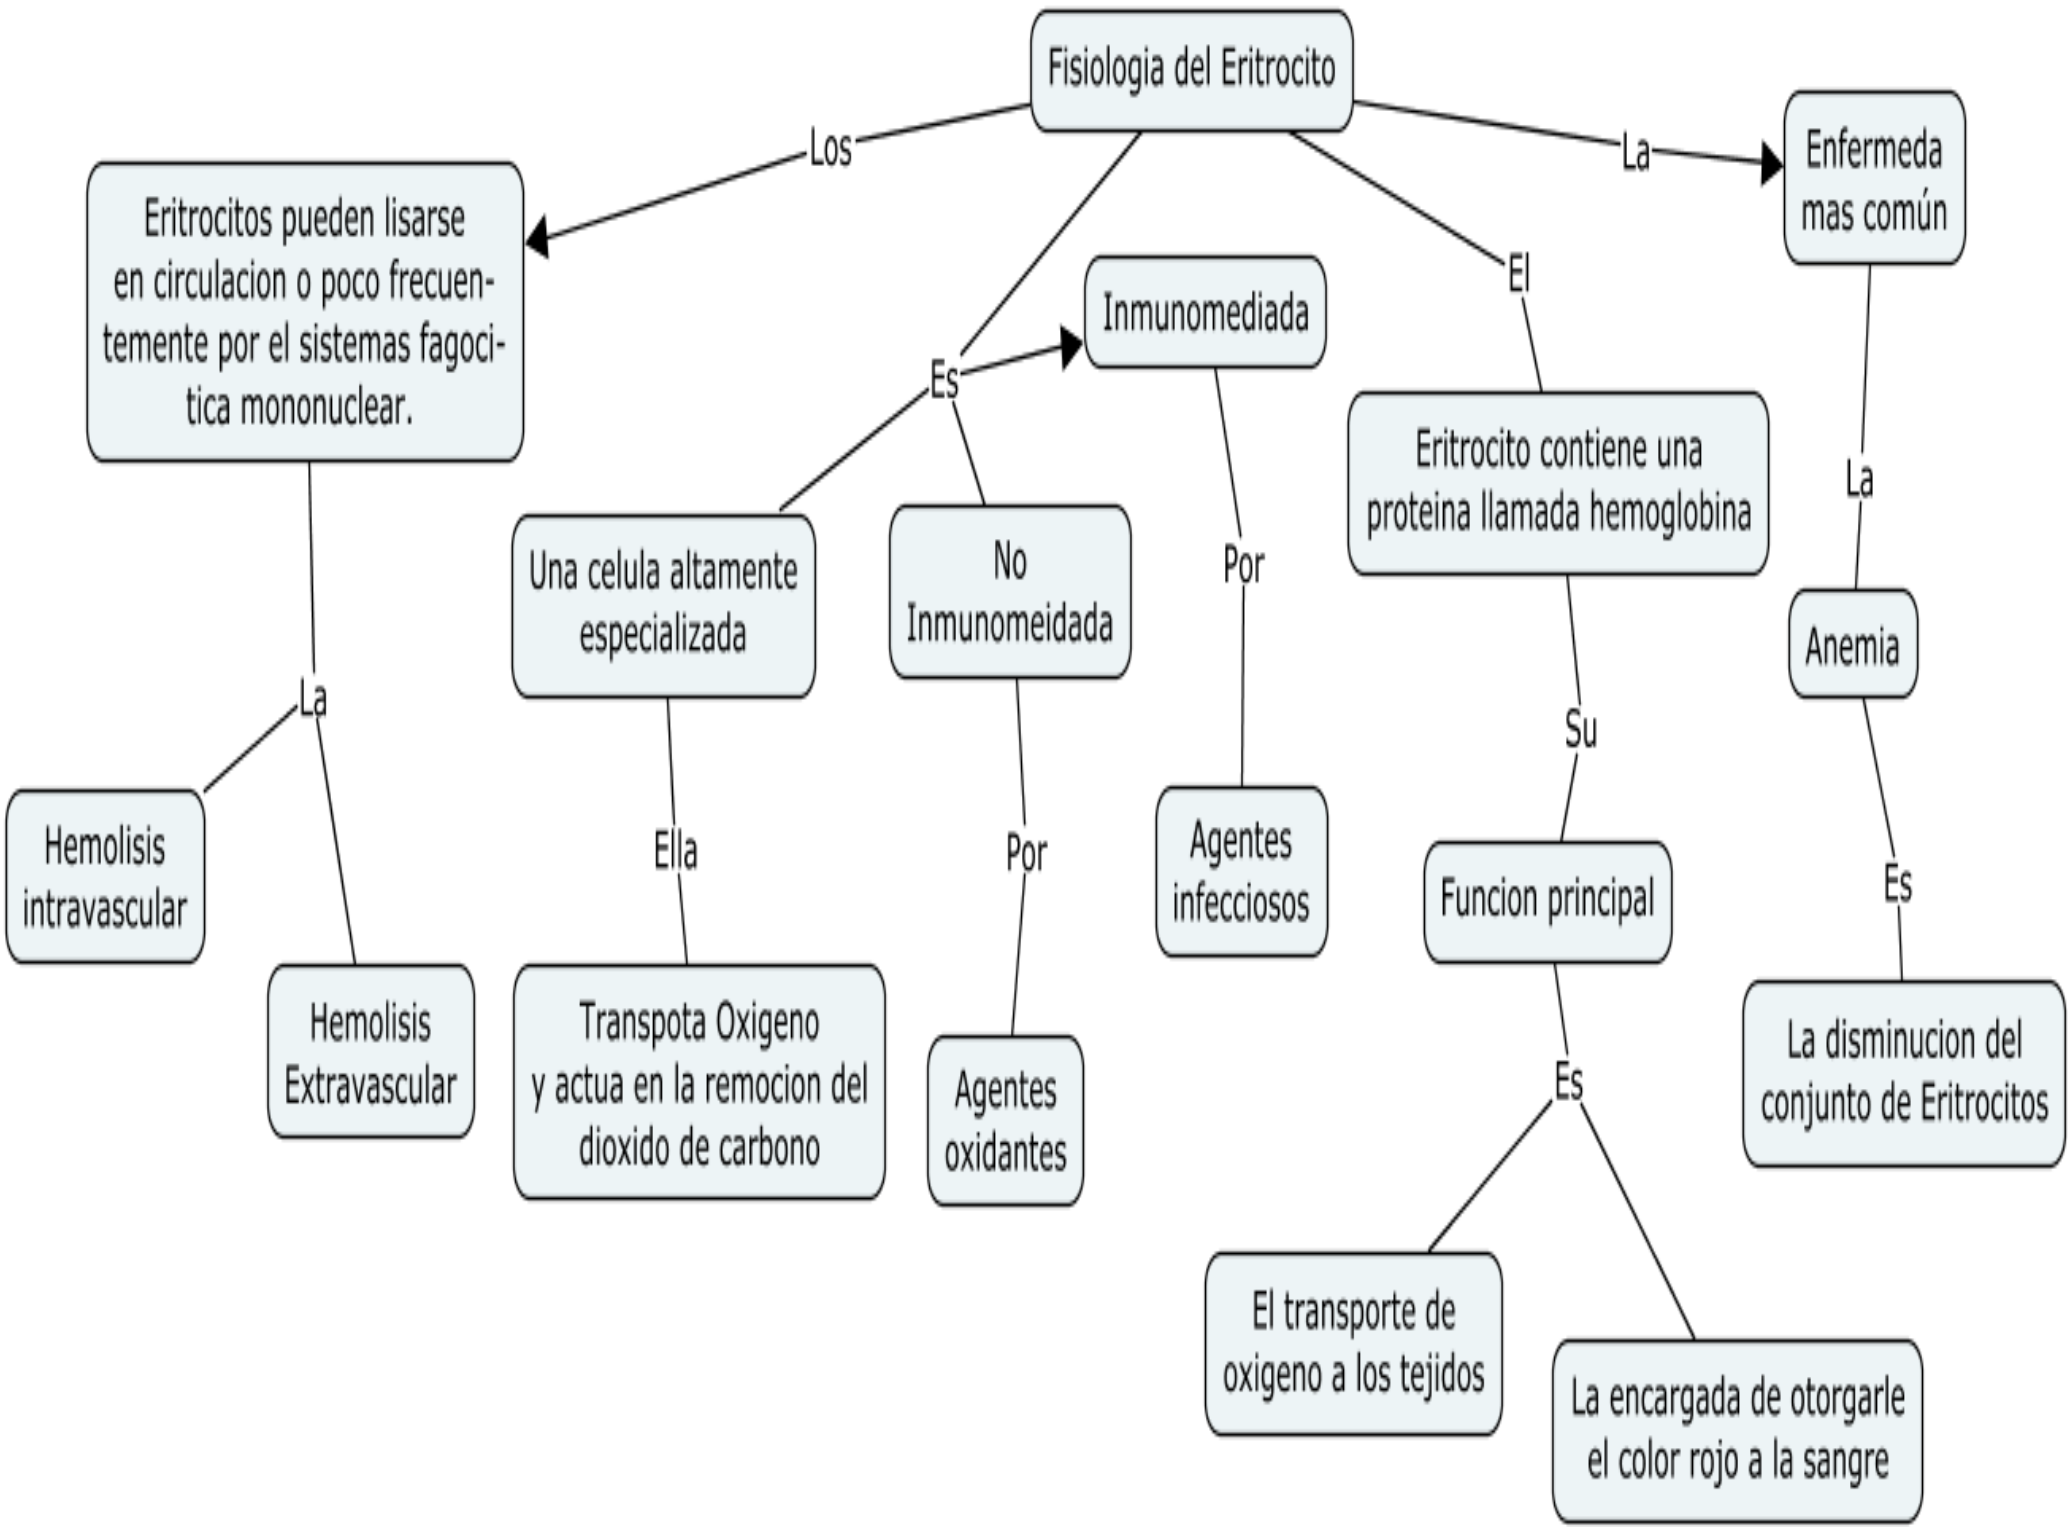 Fisiologia del Eritrocito
Los
La
Enfermeda
mas común
Eritrocitos pueden lisarse
en circulacion o poco frecuen-
temente por el sistemas fagoci-
tica mononuclear.
Es
Inmunomediada
El
Eritrocito contiene una
proteina llamada hemoglobina
La
Una celula altamente
especializada
No
Inmunomeidada
Por
Anemia
La
Su
Hemolisis
intravascular
Ella
Por
Agentes
infecciosos
Funcion principal
Es
Hemolisis
Extravascular
Transpota Oxigeno
y actua en la remocion del
dioxido de carbono
Agentes
oxidantes
Es
La disminucion del
conjunto de Eritrocitos
El transporte de
oxigeno a los tejidos
La encargada de otorgarle
el color rojo a la sangre